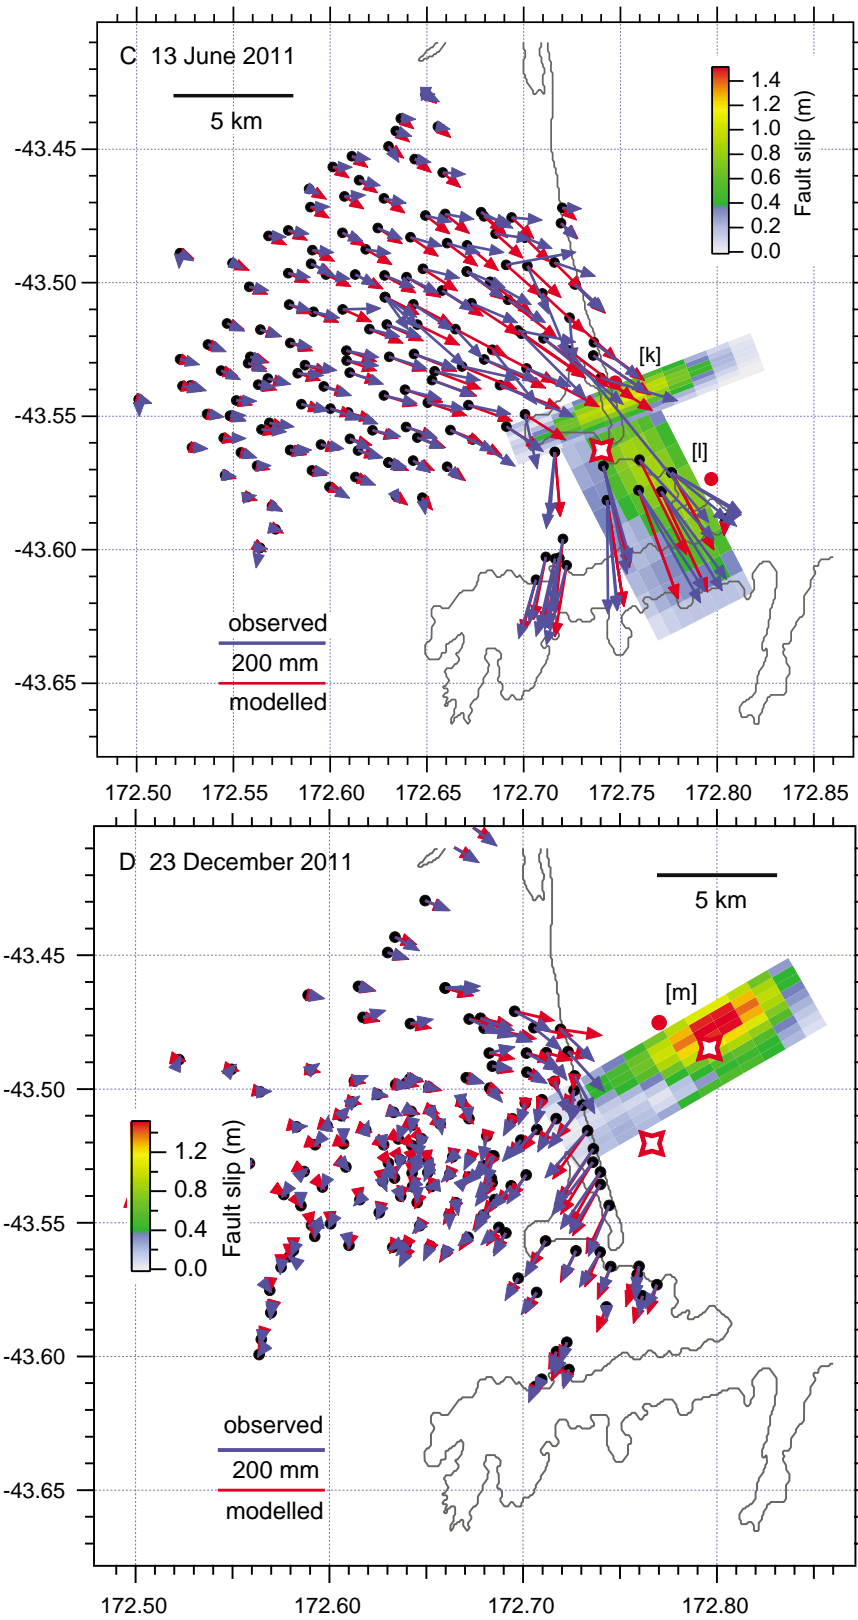 C 13 June 2011
5 km
1.4
1.2
1.0
0.8
0.6
0.4
0.2
0.0
Fault slip (m)
-43.45
-43.50
-43.55
-43.60
-43.65
[k]
[l]
observed
200 mm
modelled
172.50 172.55 172.60 172.65 172.70 172.75 172.80 172.85
D 23 December 2011
5 km
-43.45
-43.50
-43.55
-43.60
-43.65
[m]
1.2
0.8
0.4
0.0
Fault slip (m)
observed
200 mm
modelled
172.50 172.60 172.70 172.80